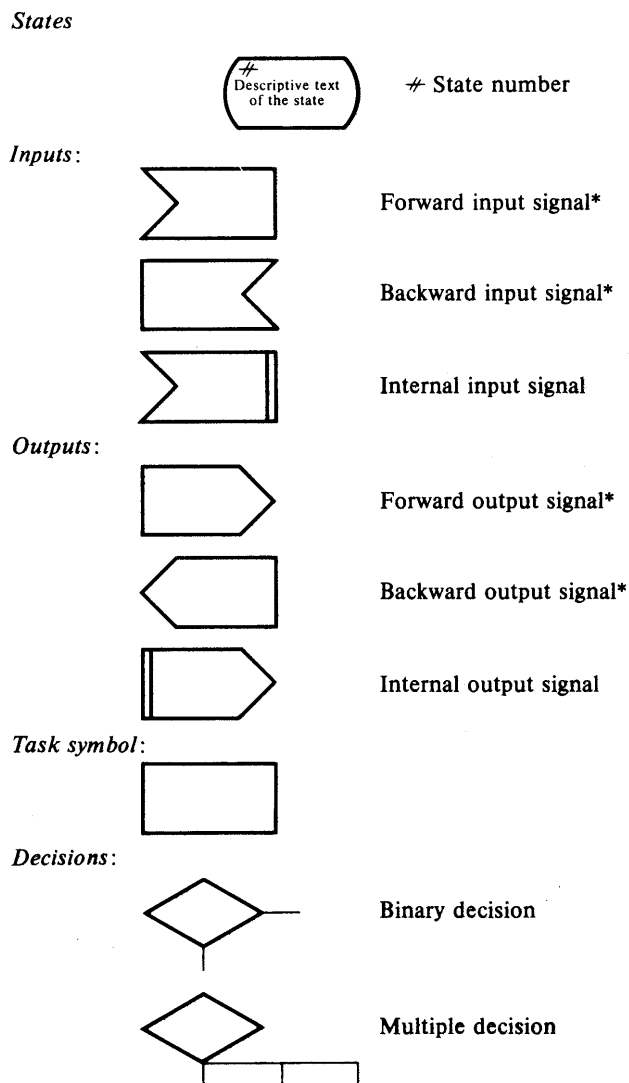 States
#
Descriptive text
of the state
# State number
Inputs:
Forward input signal*
Backward input signal*
Internal input signal
Outputs:
Forward output signal*
Backward output signal*
Internal output signal
Task symbol:
Decisions:
Binary decision
Multiple decision